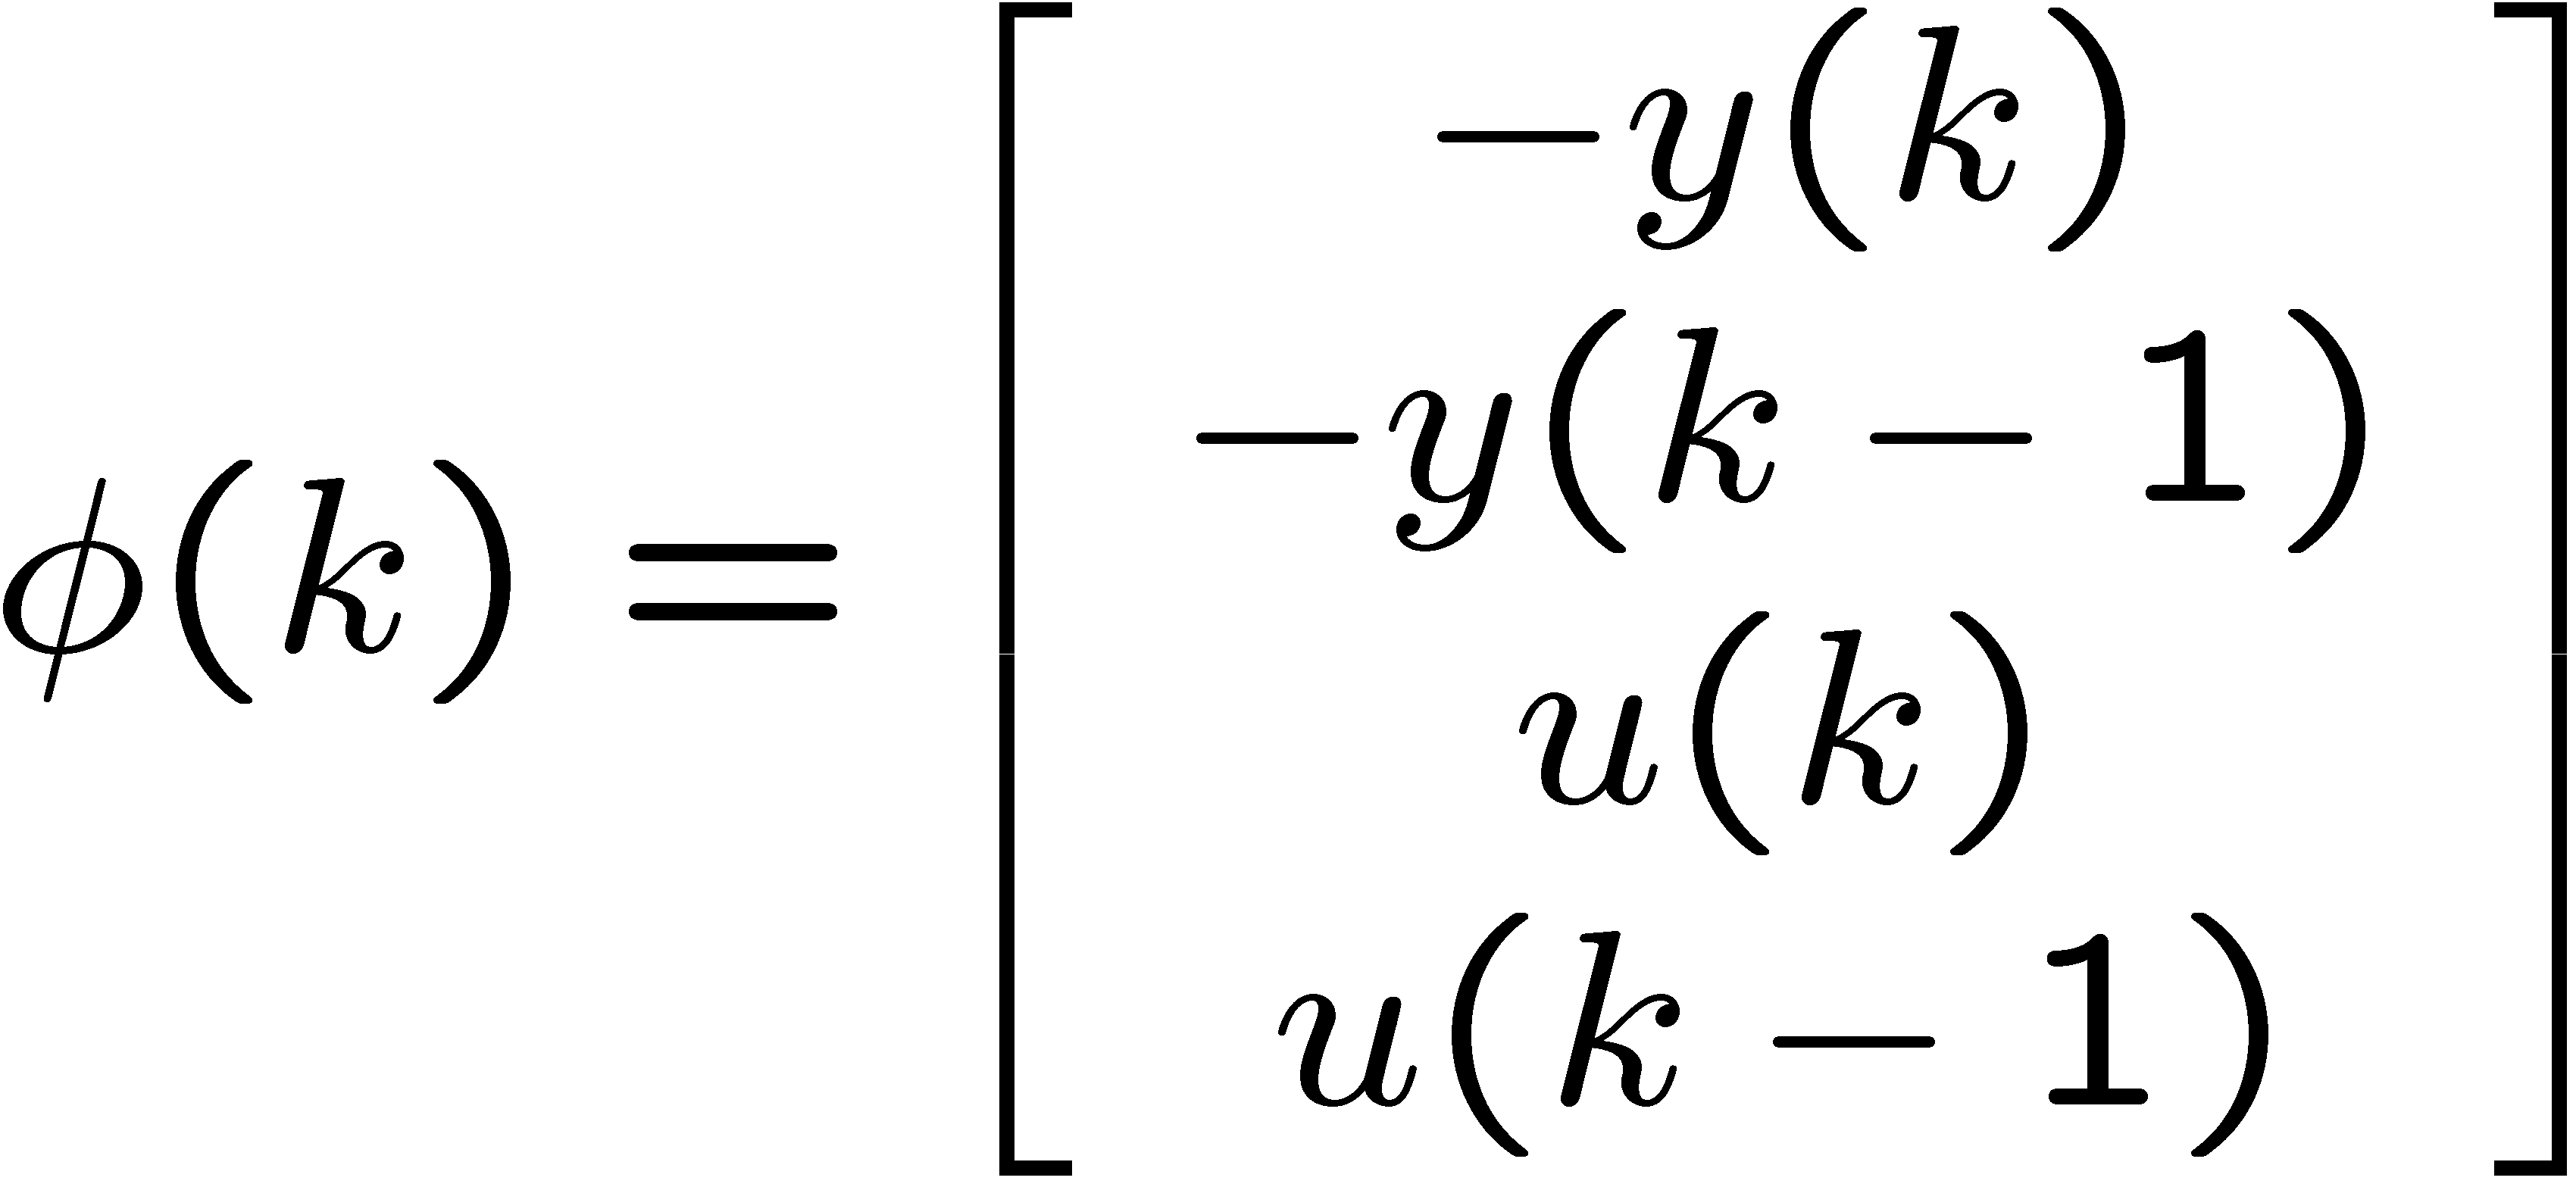 ϕ(k) = [ −y(k)
−y(k − 1)
u(k)
u(k − 1) ]